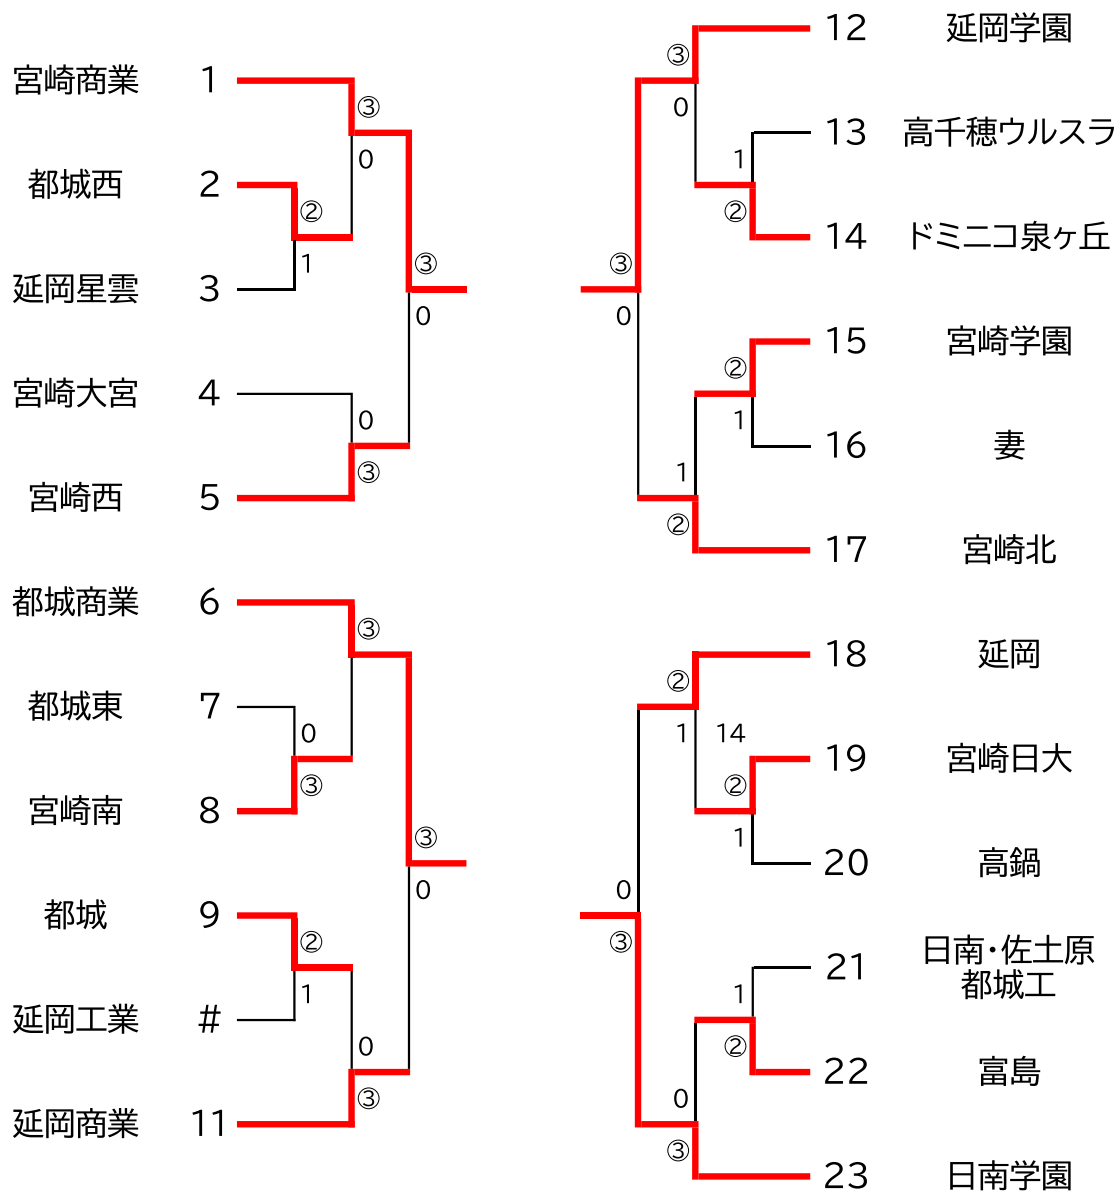 宮崎商業 1
③
0
都城西 2
②
1
延岡星雲 3
③
0
宮崎大宮 4
0
③
宮崎西 5
都城商業 6
③
都城東 7
0
③
宮崎南 8
③
0
都城 9
②
1
延岡工業 #
0
③
延岡商業 11
12 延岡学園
③
0
13 高千穂ウルスラ
1
②
14 ドミニコ泉ヶ丘
③
0
15 宮崎学園
②
1
16 妻
1
②
17 宮崎北
18 延岡
②
1 14
19 宮崎日大
②
1
20 高鍋
0
③
21 日南・佐土原
都城工
1
②
22 富島
0
③
23 日南学園